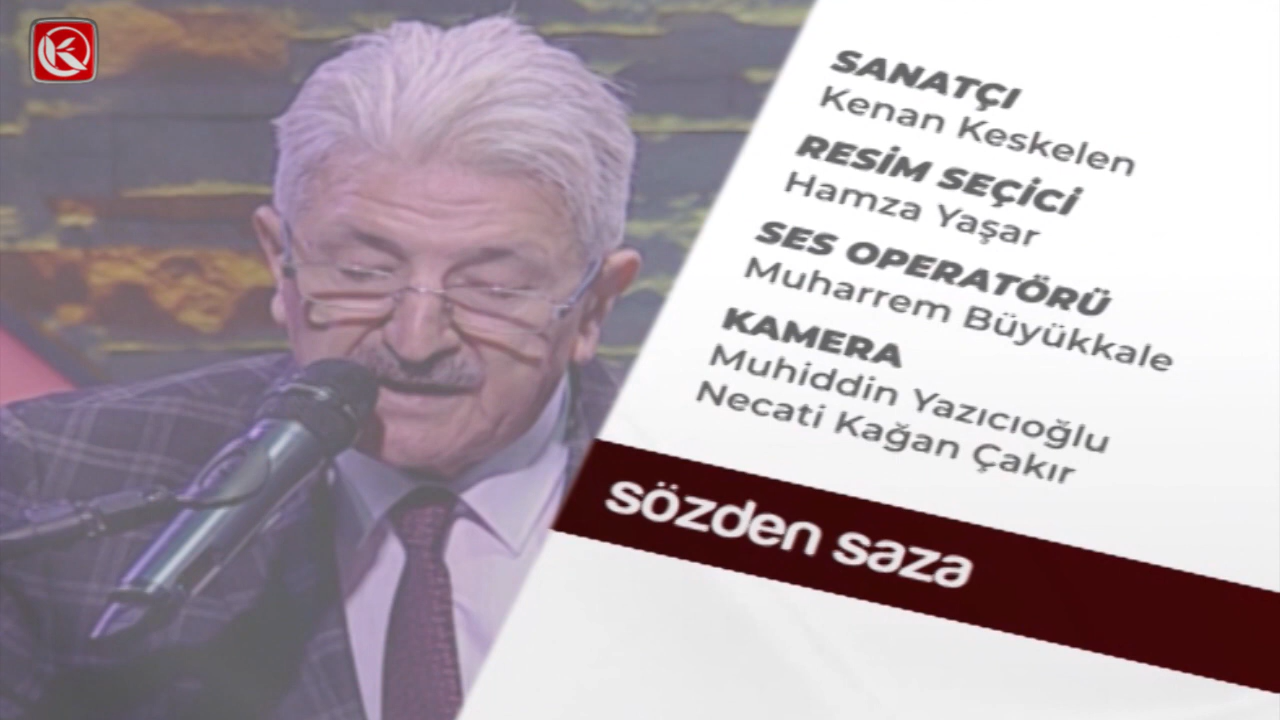 SANATÇI
Kenan Keskelen
RESİM SEÇİCİ
Hamza Yaşar
SES OPERATÖRÜ
Muharrem Büyükkale
KAMERA
Muhiddin Yazıcıoğlu
Necati Kağan Çakır
sözden saza